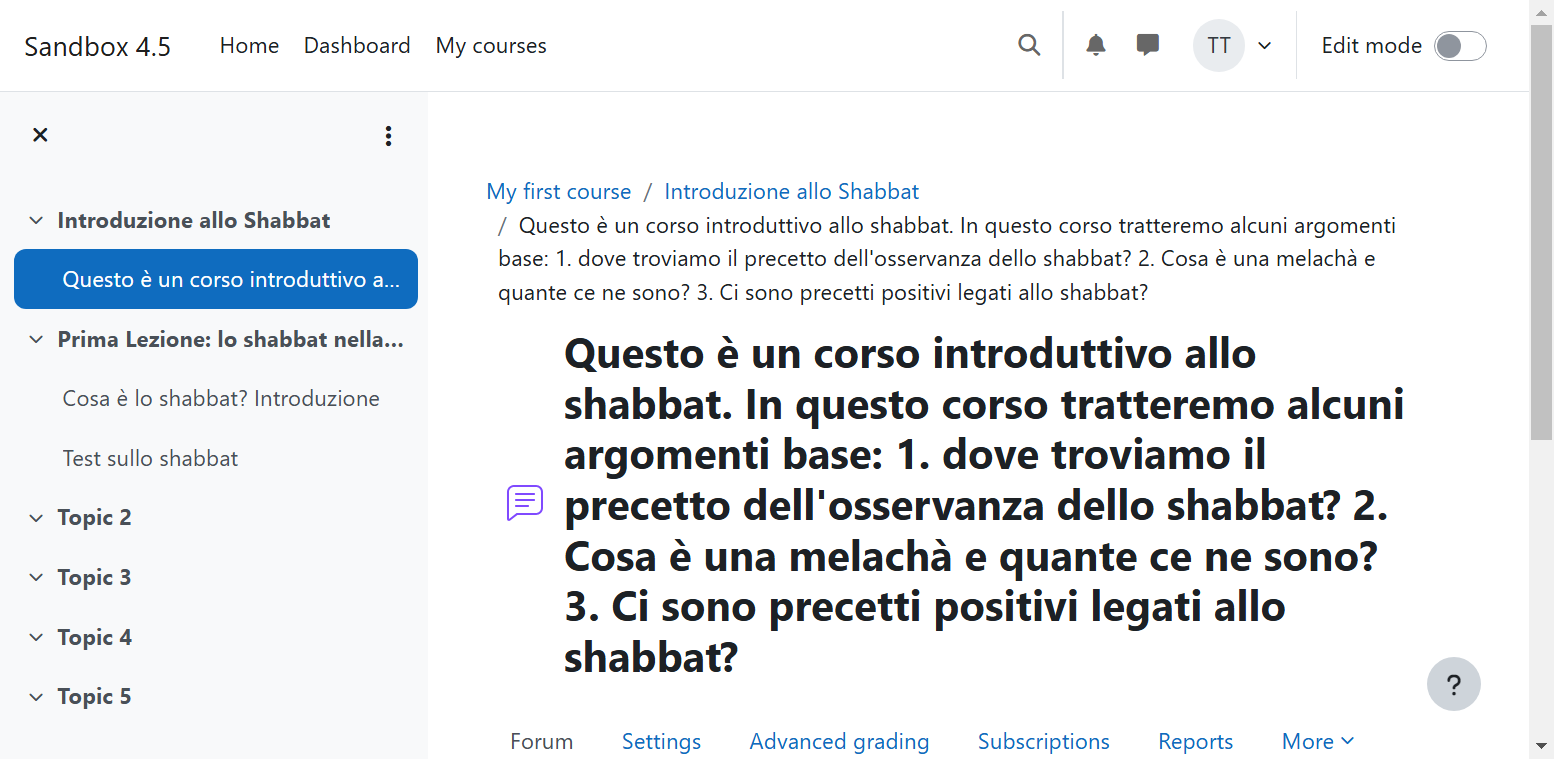 Sandbox 4.5 Home Dashboard My courses TT Edit mode
Introduzione allo Shabbat
Questo è un corso introduttivo a...
Prima Lezione: lo shabbat nella...
Cosa è lo shabbat? Introduzione
Test sullo shabbat
Topic 2
Topic 3
Topic 4
Topic 5
My first course / Introduzione allo Shabbat
/ Questo è un corso introduttivo allo shabbat. In questo corso tratteremo alcuni argomenti
base: 1. dove troviamo il precetto dell'osservanza dello shabbat? 2. Cosa è una melachà e
quante ce ne sono? 3. Ci sono precetti positivi legati allo shabbat?
Questo è un corso introduttivo allo
shabbat. In questo corso tratteremo alcuni
argomenti base: 1. dove troviamo il
precetto dell'osservanza dello shabbat? 2.
Cosa è una melachà e quante ce ne sono?
3. Ci sono precetti positivi legati allo
shabbat?
?
Forum Settings Advanced grading Subscriptions Reports More